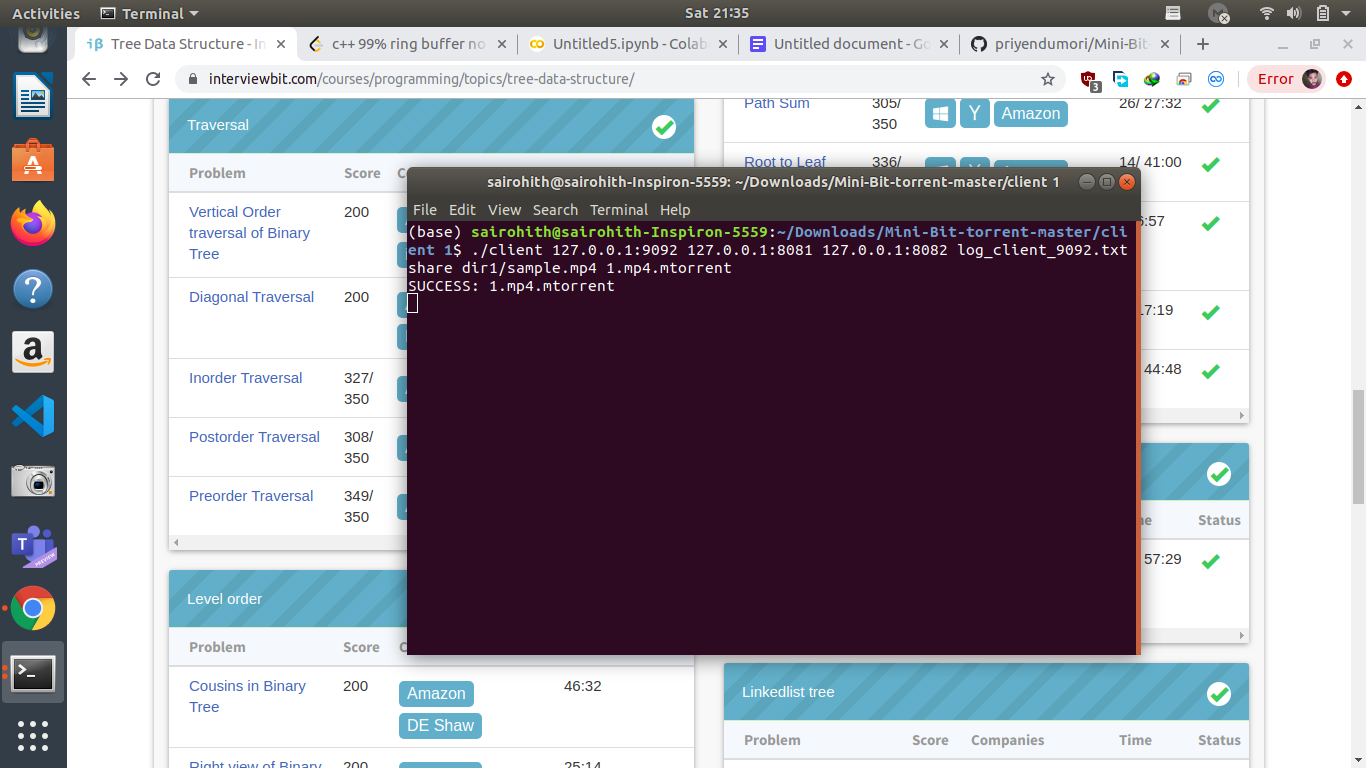 Activities Terminal Sat 21:35
Tree Data Structure - In
c++ 99% ring buffer no
Untitled5.ipynb - Colab
Untitled document - Go
priyendumori/Mini-Bit-
interviewbit.com/courses/programming/topics/tree-data-structure/
3
Error
Traversal
Problem Score
Vertical Order traversal of Binary Tree 200
Diagonal Traversal 200
Inorder Traversal 327/ 350
Postorder Traversal 308/ 350
Preorder Traversal 349/ 350
Level order
Problem Score
Cousins in Binary Tree 200 Amazon DE Shaw 46:32
Right view of Binary 200 25:14
Path Sum 305/ 350 Y Amazon 26/ 27:32
Root to Leaf 336/ 14/ 41:00
:57
17:19
44:48
Status
57:29
Linkedlist tree
Problem Score Companies Time Status
sairohith@sairohith-Inspiron-5559: ~/Downloads/Mini-Bit-torrent-master/client 1
File Edit View Search Terminal Help
(base) sairohith@sairohith-Inspiron-5559:~/Downloads/Mini-Bit-torrent-master/cli
ent 1$ ./client 127.0.0.1:9092 127.0.0.1:8081 127.0.0.1:8082 log_client_9092.txt
share dir1/sample.mp4 1.mp4.mtorrent
SUCCESS: 1.mp4.mtorrent